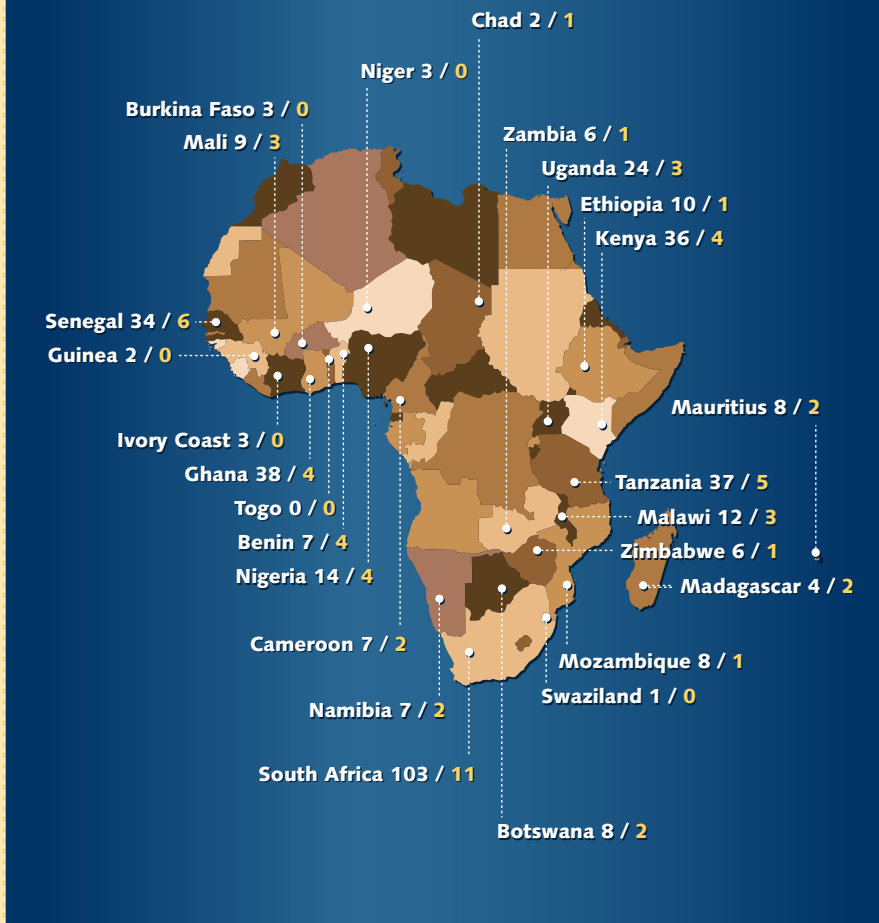 Chad 2 / 1
Niger 3 / 0
Burkina Faso 3 / 0
Zambia 6 / 1
Mali 9 / 3
Uganda 24 / 3
Ethiopia 10 / 1
Kenya 36 / 4
Senegal 34 / 6
Guinea 2 / 0
Mauritius 8 / 2
Ivory Coast 3 / 0
Ghana 38 / 4
Tanzania 37 / 5
Togo 0 / 0
Malawi 12 / 3
Benin 7 / 4
Zimbabwe 6 / 1
Nigeria 14 / 4
Madagascar 4 / 2
Cameroon 7 / 2
Mozambique 8 / 1
Swaziland 1 / 0
Namibia 7 / 2
South Africa 103 / 11
Botswana 8 / 2